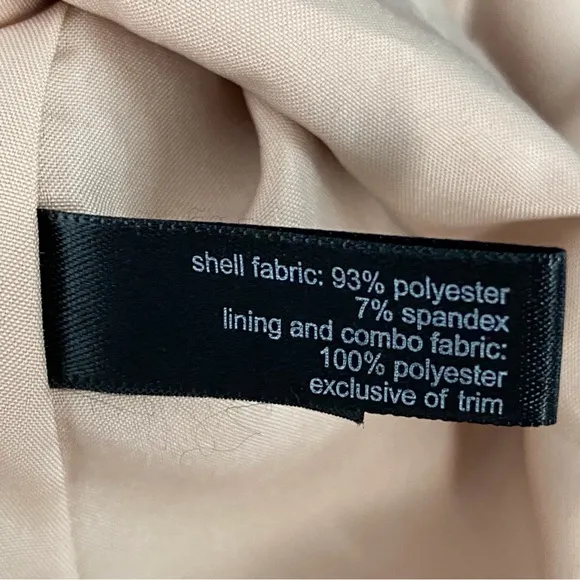 shell fabric: 93% polyester
7% spandex
lining and combo fabric:
100% polyester
exclusive of trim